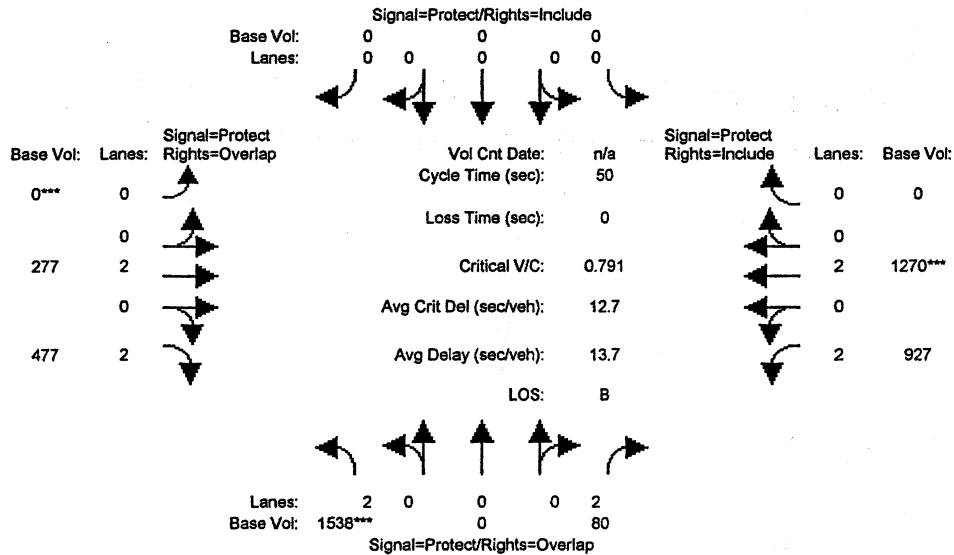 Signal=Protect/Rights=Include
Base Vol: 0 0 0
Lanes: 0 0 0 0 0
Signal=Protect Signal=Protect
Base Vol: Lanes: Rights=Overlap Vol Cnt Date: n/a Rights=Include Lanes: Base Vol:
Cycle Time (sec): 50
0*** 0 0 0
Loss Time (sec): 0
0 0
277 2 Critical V/C: 0.791 2 1270***
0 Avg Crit Del (sec/veh): 12.7 0
477 2 Avg Delay (sec/veh): 13.7 2 927
LOS: B
Lanes: 2 0 0 0 2
Base Vol: 1538*** 0 80
Signal=Protect/Rights=Overlap